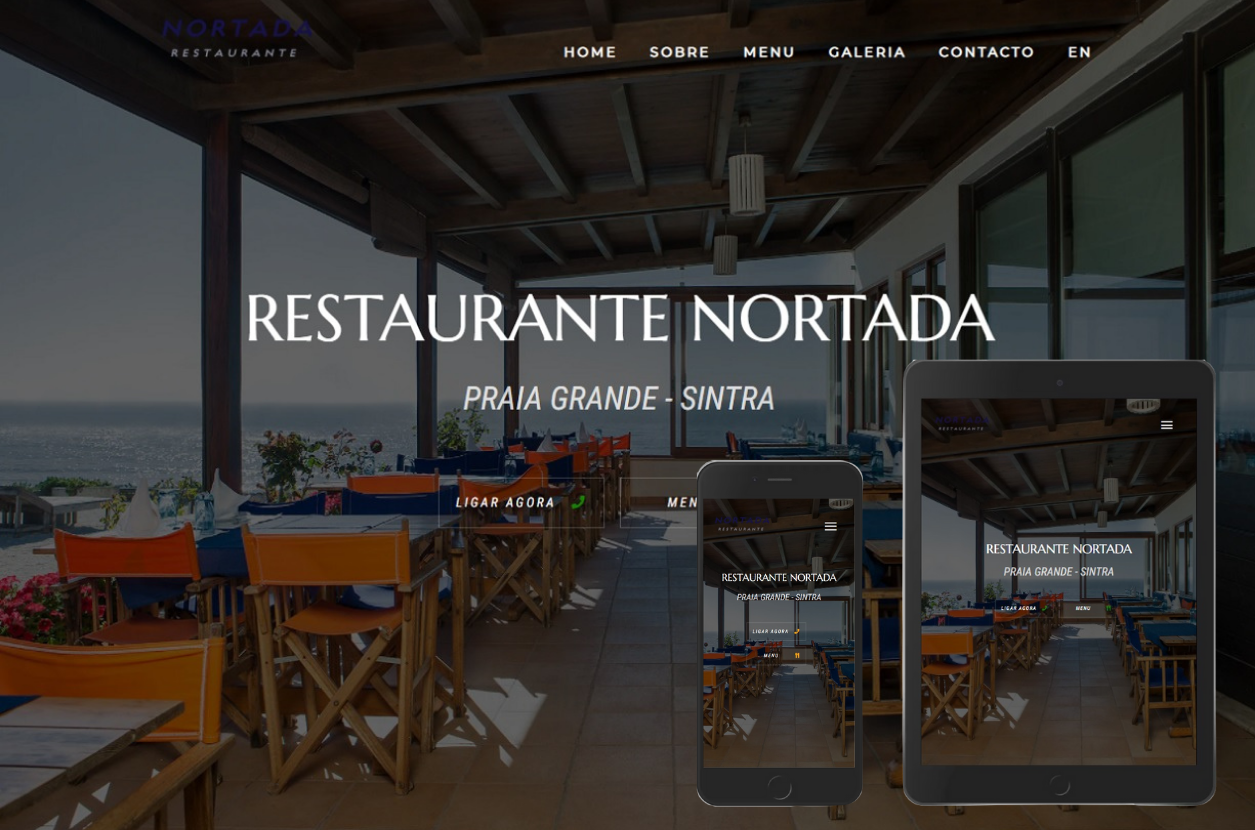 NORTADA
RESTAURANTE
HOME SOBRE MENU GALERIA CONTACTO EN
RESTAURANTE NORTADA
PRAIA GRANDE - SINTRA
LIGAR AGORA
MEN
RESTAURANTE
RESTAURANTE NORTADA
PRAIA GRANDE - SINTRA
LIGAR AGORA
MENU
NORTADA
RESTAURANTE
RESTAURANTE NORTADA
PRAIA GRANDE - SINTRA
LIGAR AGORA MENU